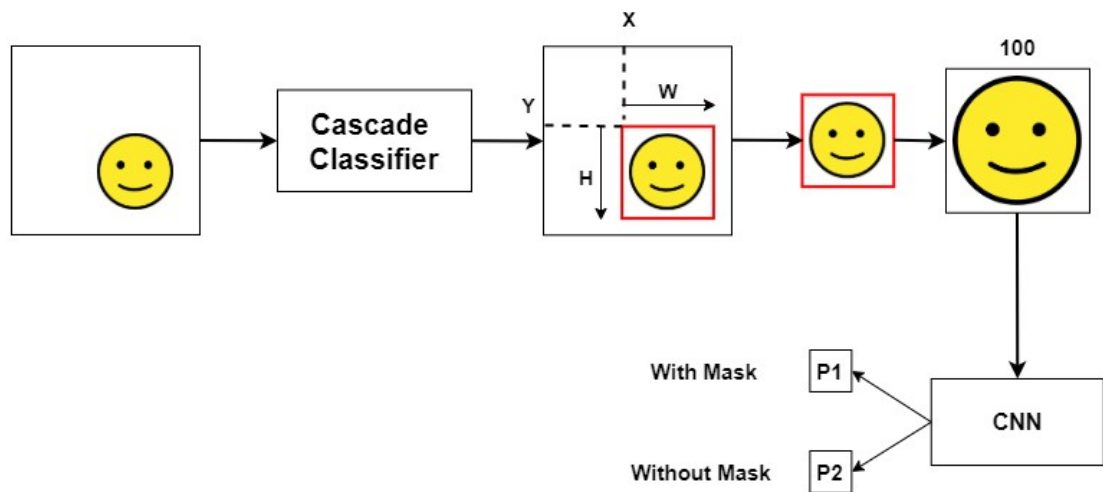 X
100
Y
W
Cascade
Classifier
H
With Mask
P1
CNN
Without Mask
P2